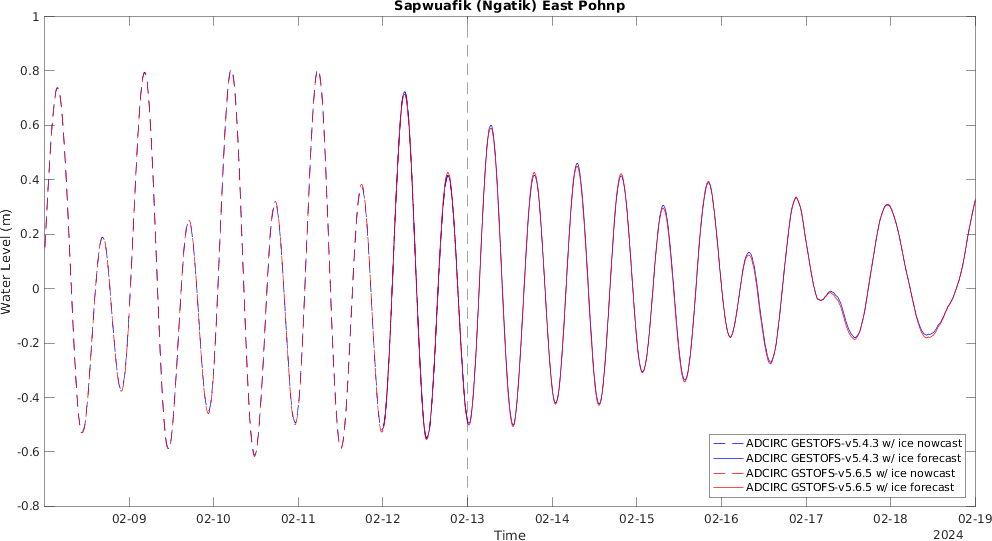 Sapwuafik (Ngatik) East Pohnp
1
0.8
0.6
0.4
0.2
0
-0.2
-0.4
-0.6
-0.8
Water Level (m)
02-09 02-10 02-11 02-12 02-13 02-14 02-15 02-16 02-17 02-18 02-19
Time
2024
ADCIRC GESTOFS-v5.4.3 w/ ice nowcast
ADCIRC GESTOFS-v5.4.3 w/ ice forecast
ADCIRC GSTOFS-v5.6.5 w/ ice nowcast
ADCIRC GSTOFS-v5.6.5 w/ ice forecast